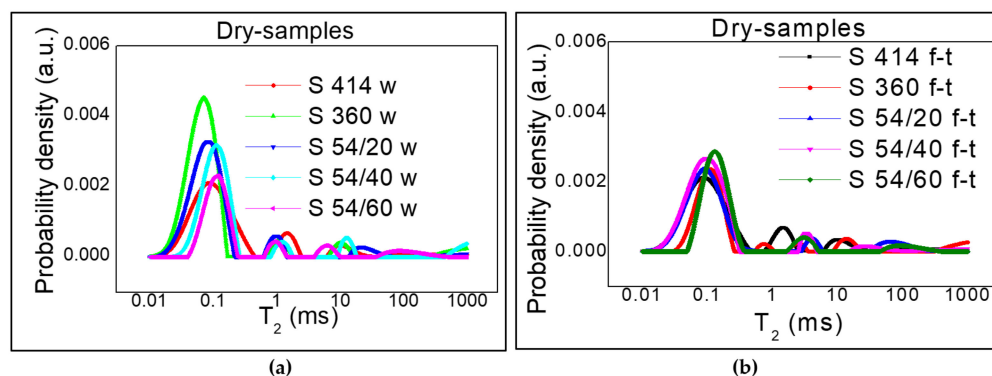 Dry-samples
Probability density (a.u.)
0.006
0.004
0.002
0.000
S 414 w
S 360 w
S 54/20 w
S 54/40 w
S 54/60 w
0.01 0.1 1 10 100 1000
T2 (ms)
(a)
Dry-samples
Probability density (a.u.)
0.006
0.004
0.002
0.000
S 414 f-t
S 360 f-t
S 54/20 f-t
S 54/40 f-t
S 54/60 f-t
0.01 0.1 1 10 100 1000
T2 (ms)
(b)